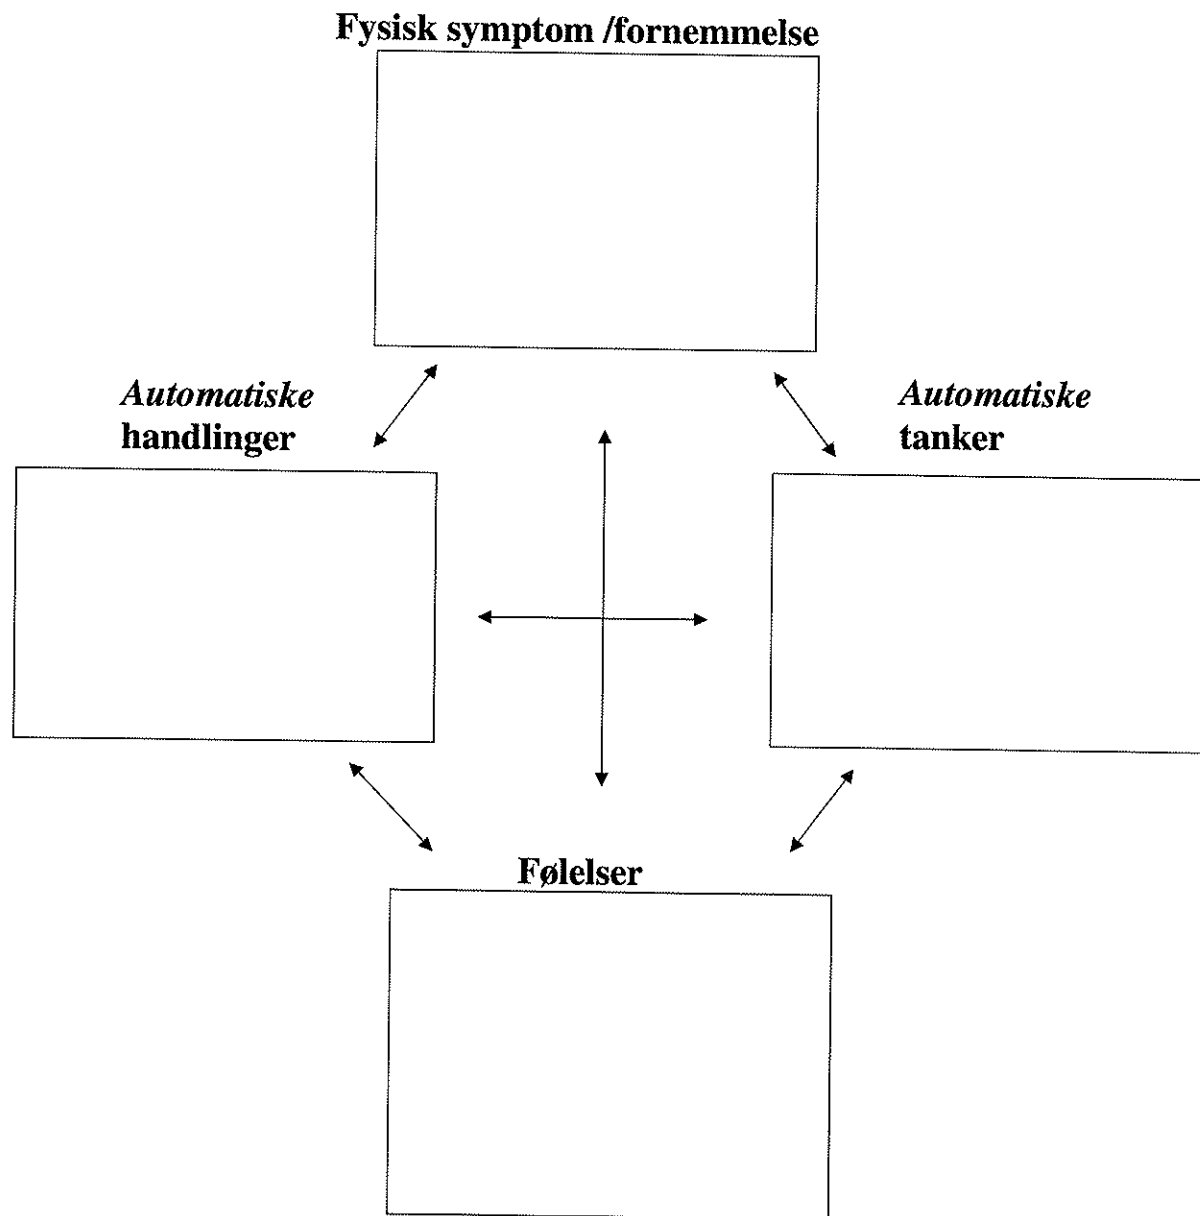 Fysisk symptom /fornemmelse
Automatiske
handlinger
Automatiske
tanker
Følelser